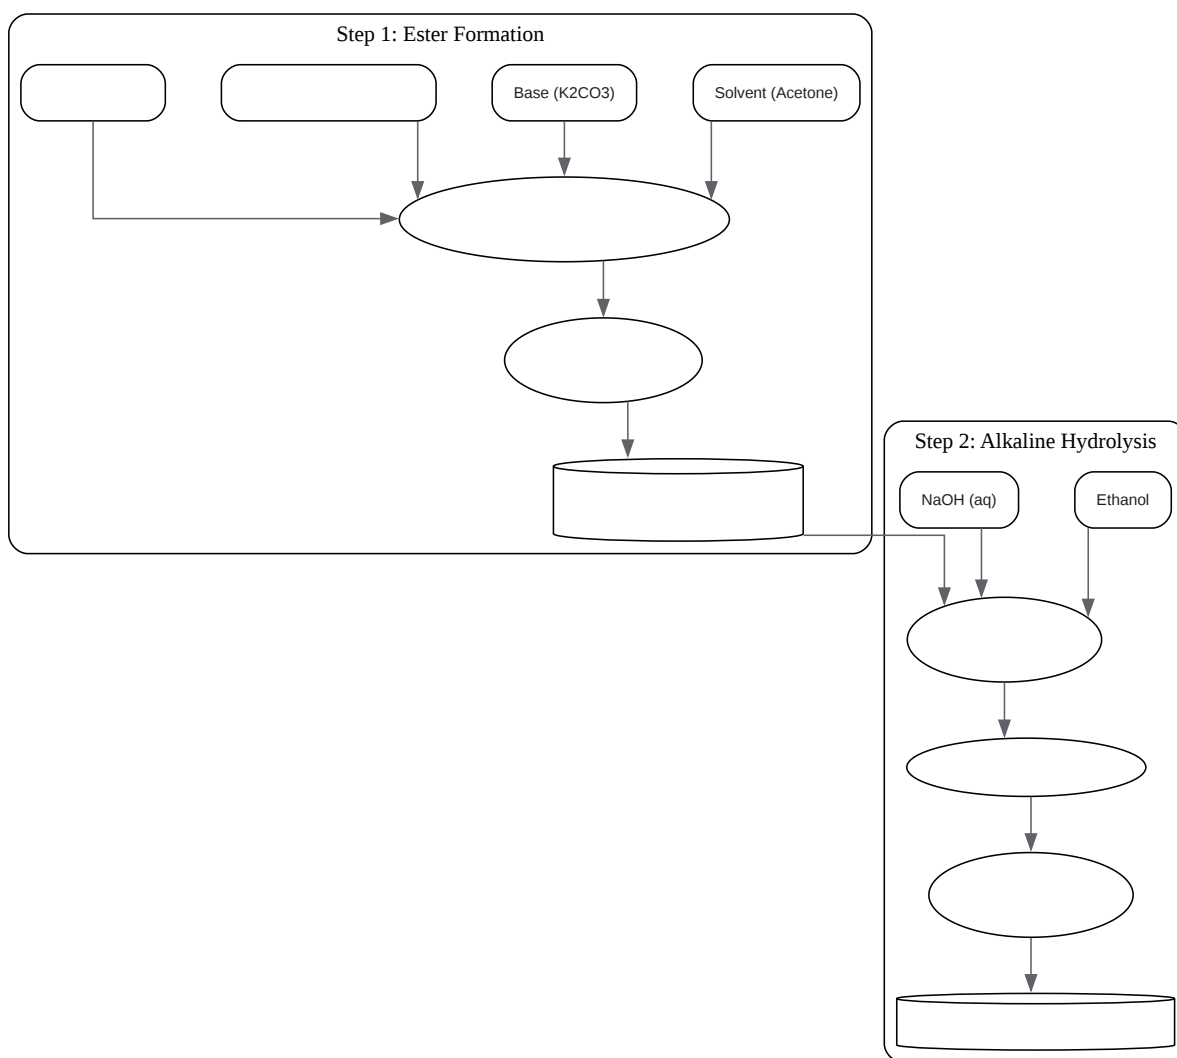 Step 1: Ester Formation
Base (K2CO3)
Solvent (Acetone)
Step 2: Alkaline Hydrolysis
NaOH (aq)
Ethanol